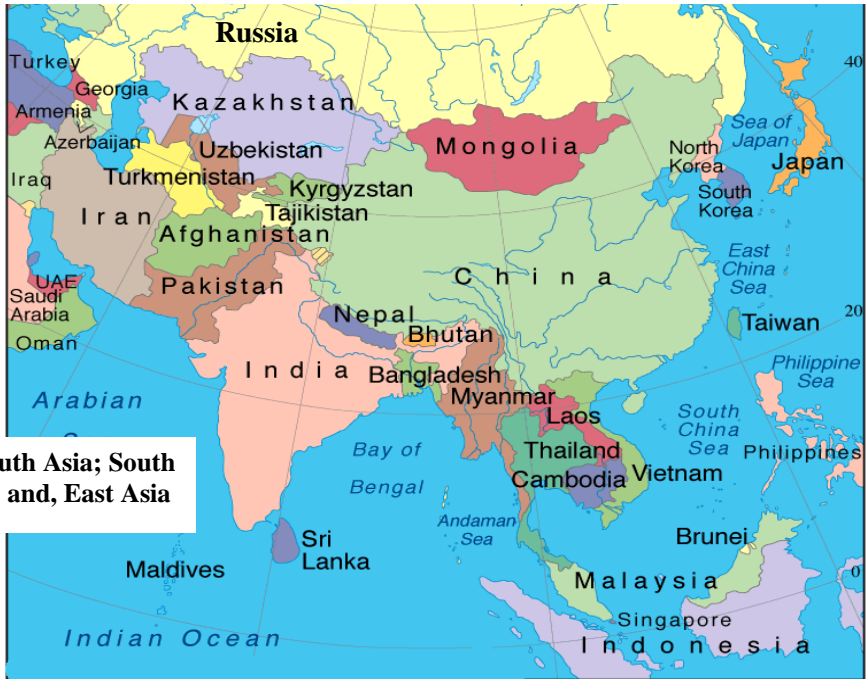 Russia
Turkey
Georgia
Kazakhstan
Armenia
Azerbaijan
Uzbekistan
Turkmenistan
Kyrgyzstan
Tajikistan
Mongolia
North
Korea
South
Korea
Sea of
Japan
Japan
40
Iraq
Iran
Afghanistan
Pakistan
China
East
China
Sea
UAE
Saudi
Arabia
Oman
Nepal
Bhutan
India
Bangladesh
Myanmar
Taiwan
20
Philippine
Sea
Arabian
Laos
Thailand
Cambodia
Vietnam
South
China
Sea
Philippines
Bay of
Bengal
uth Asia; South
and, East Asia
Andaman
Sea
Sri
Lanka
Maldives
Brunei
Malaysia
0
Singapore
Indonesia
Indian Ocean